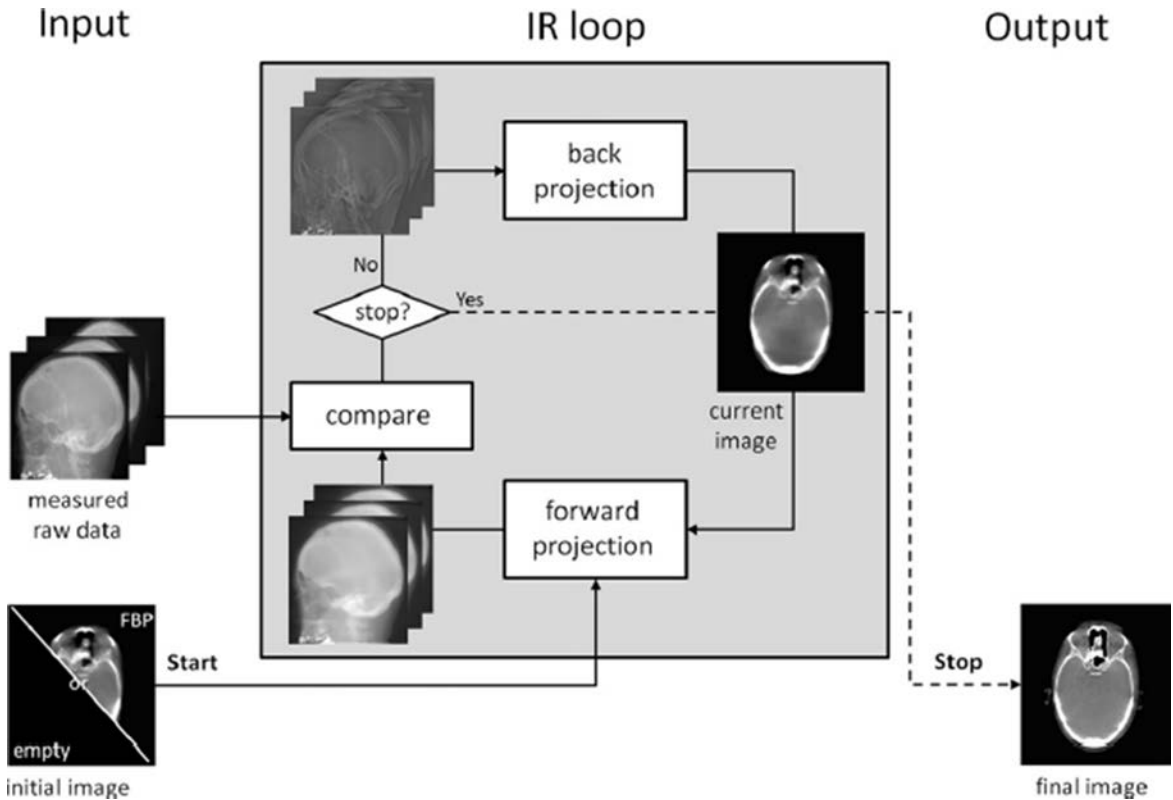 Input
IR loop
Output
back
projection
No
stop?
Yes
compare
current
image
measured
raw data
forward
projection
FBP
or
empty
Start
Stop
initial image
final image